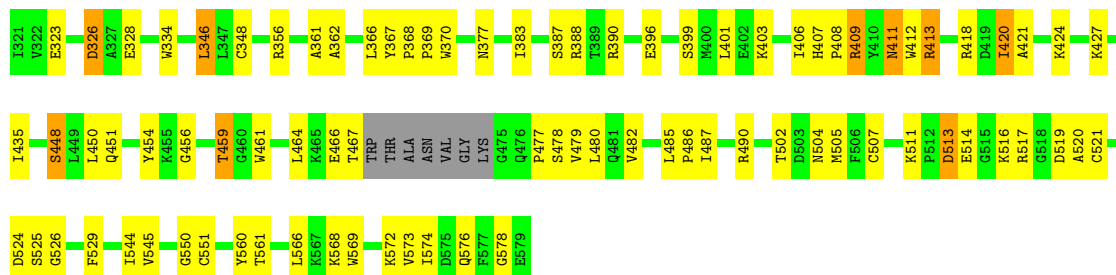 I321 V322 E323 D326 A327 E328 W334 L346 L347 C348 R356 A361 A362 L366 Y367 P368 P369 W370 N377 I383 S387 R388 T389 R390 E396 S399 M400 L401 E402 K403 I406 H407 P408 R409 Y410 N411 W412 R413 R418 D419 I420 A421 K424 K427
I435 S448 L449 L450 Q451 Y454 K455 G456 T459 G460 W461 L464 K465 E466 T467 TRP THR ALA ASN VAL GLY LYS G475 Q476 P477 S478 V479 L480 Q481 V482 L485 P486 I487 R490 T502 D503 N504 M505 F506 C507 K511 P512 D513 E514 G515 K516 R517 G518 D519 A520 C521
D524 S525 G526 F529 I544 V545 G550 C551 Y560 T561 L566 K567 K568 W569 K572 V573 I574 D575 Q576 F577 G578 E579